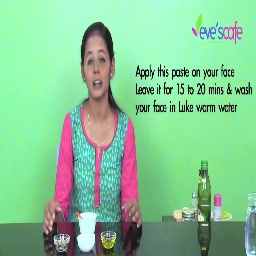 eve'scafe
Apply this paste on your face
Leave it for 15 to 20 mins & wash
your face in Luke warm water